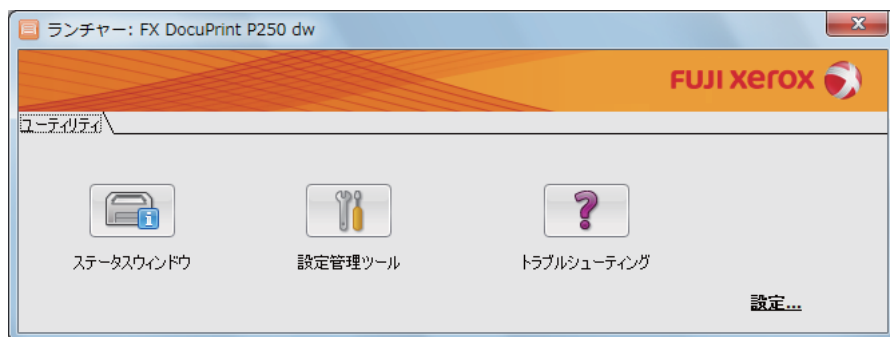 ランチャー: FX DocuPrint P250 dw
FUJI xerox
ユーティリティ
ステータスウィンドウ
設定管理ツール
トラブルシューティング
設定...